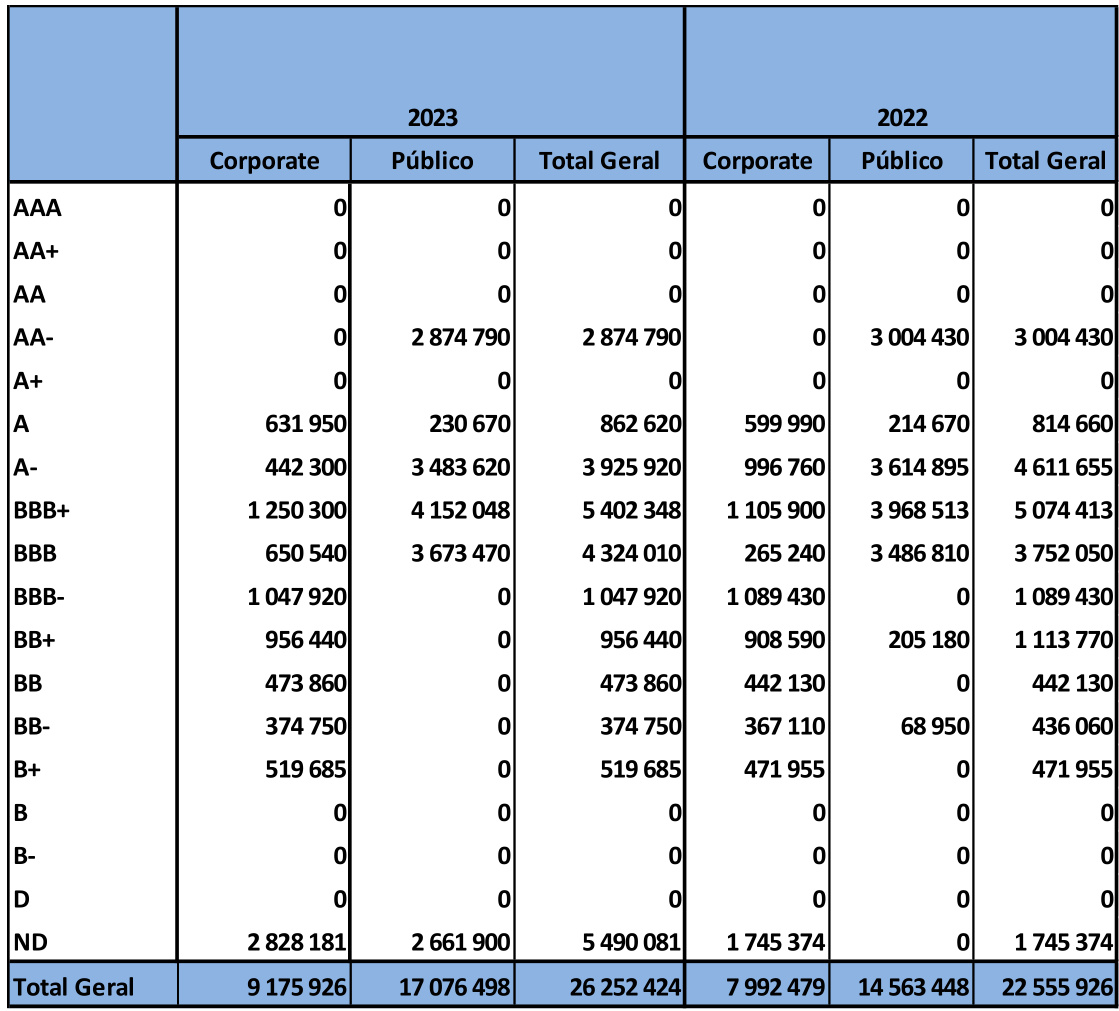 2023 2022
Corporate Público Total Geral Corporate Público Total Geral
AAA 0 0 0 0 0 0
AA+ 0 0 0 0 0 0
AA 0 0 0 0 0 0
AA- 0 2 874 790 2 874 790 0 3 004 430 3 004 430
A+ 0 0 0 0 0 0
A 631 950 230 670 862 620 599 990 214 670 814 660
A- 442 300 3 483 620 3 925 920 996 760 3 614 895 4 611 655
BBB+ 1 250 300 4 152 048 5 402 348 1 105 900 3 968 513 5 074 413
BBB 650 540 3 673 470 4 324 010 265 240 3 486 810 3 752 050
BBB- 1 047 920 0 1 047 920 1 089 430 0 1 089 430
BB+ 956 440 0 956 440 908 590 205 180 1 113 770
BB 473 860 0 473 860 442 130 0 442 130
BB- 374 750 0 374 750 367 110 68 950 436 060
B+ 519 685 0 519 685 471 955 0 471 955
B 0 0 0 0 0 0
B- 0 0 0 0 0 0
D 0 0 0 0 0 0
ND 2 828 181 2 661 900 5 490 081 1 745 374 0 1 745 374
Total Geral 9 175 926 17 076 498 26 252 424 7 992 479 14 563 448 22 555 926